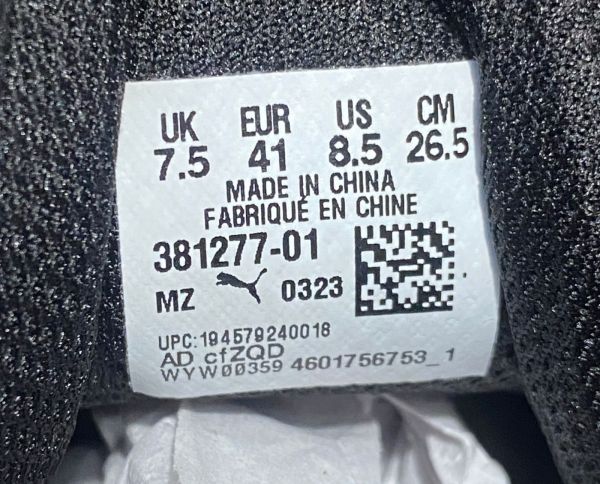 UK EUR US CM
7.5 41 8.5 26.5
MADE IN CHINA
FABRIQUÉ EN CHINE
381277-01
MZ 0323
UPC:194579240018
AD cfZQD
WYW00359 4601756753_1